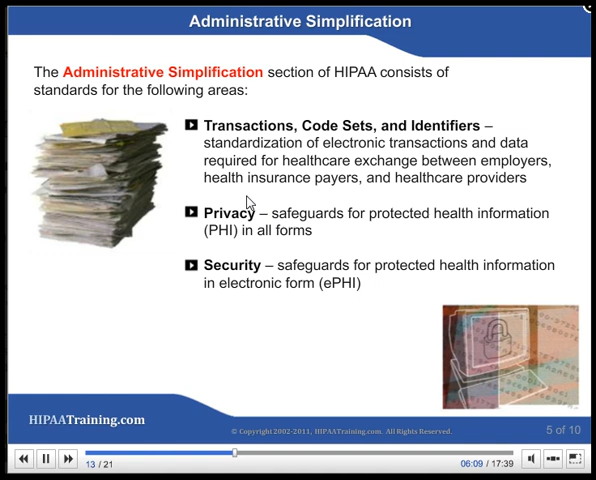 Administrative Simplification
The Administrative Simplification section of HIPAA consists of
standards for the following areas:
Transactions, Code Sets, and Identifiers –
standardization of electronic transactions and data
required for healthcare exchange between employers,
health insurance payers, and healthcare providers
Privacy – safeguards for protected health information
(PHI) in all forms
Security – safeguards for protected health information
in electronic form (ePHI)
HIPAATraining.com
© Copyright 2002-2011, HIPAATraining.com. All Rights Reserved.
5 of 10
13 / 21
06:09 / 17:39